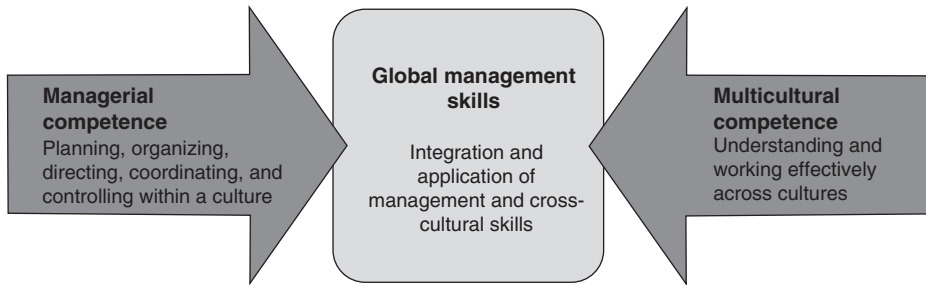 Managerial
competence
Planning, organizing,
directing, coordinating, and
controlling within a culture
Global management
skills
Integration and
application of
management and cross-
cultural skills
Multicultural
competence
Understanding and
working effectively
across cultures